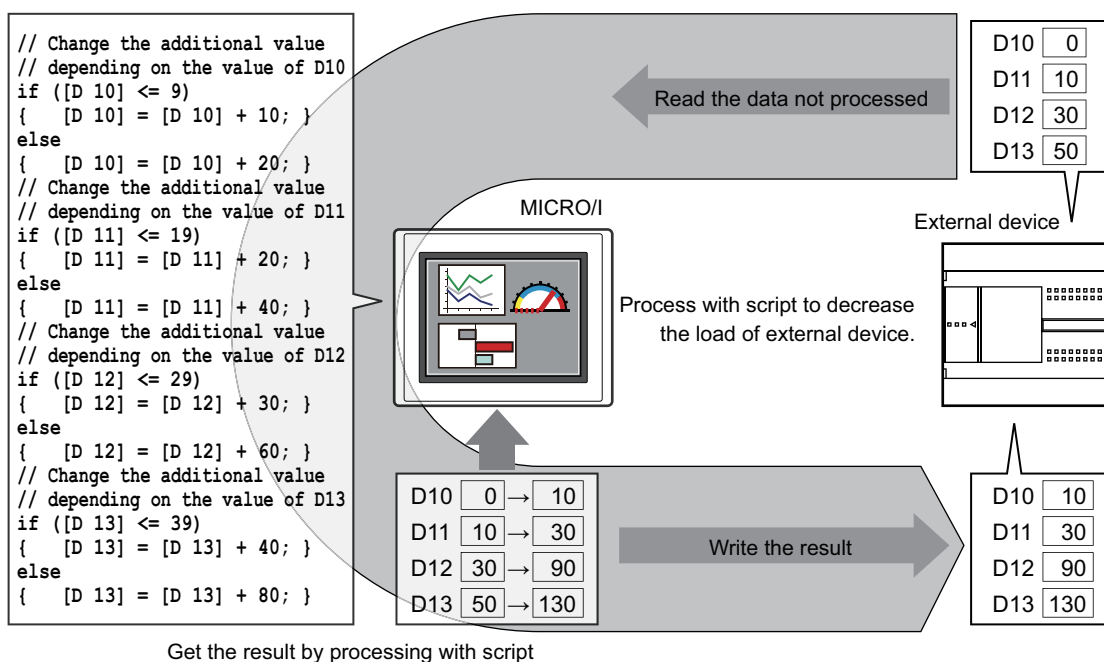 // Change the additional value
// depending on the value of D10
if ([D 10] <= 9)
{    [D 10] = [D 10] + 10; }
else
{    [D 10] = [D 10] + 20; }
// Change the additional value
// depending on the value of D11
if ([D 11] <= 19)
{    [D 11] = [D 11] + 20; }
else
{    [D 11] = [D 11] + 40; }
// Change the additional value
// depending on the value of D12
if ([D 12] <= 29)
{    [D 12] = [D 12] + 30; }
else
{    [D 12] = [D 12] + 60; }
// Change the additional value
// depending on the value of D13
if ([D 13] <= 39)
{    [D 13] = [D 13] + 40; }
else
{    [D 13] = [D 13] + 80; }
Read the data not processed
D10 0
D11 10
D12 30
D13 50
MICRO/I
External device
Process with script to decrease
the load of external device.
D10 0 → 10
D11 10 → 30
D12 30 → 90
D13 50 → 130
Write the result
D10 10
D11 30
D12 90
D13 130
Get the result by processing with script